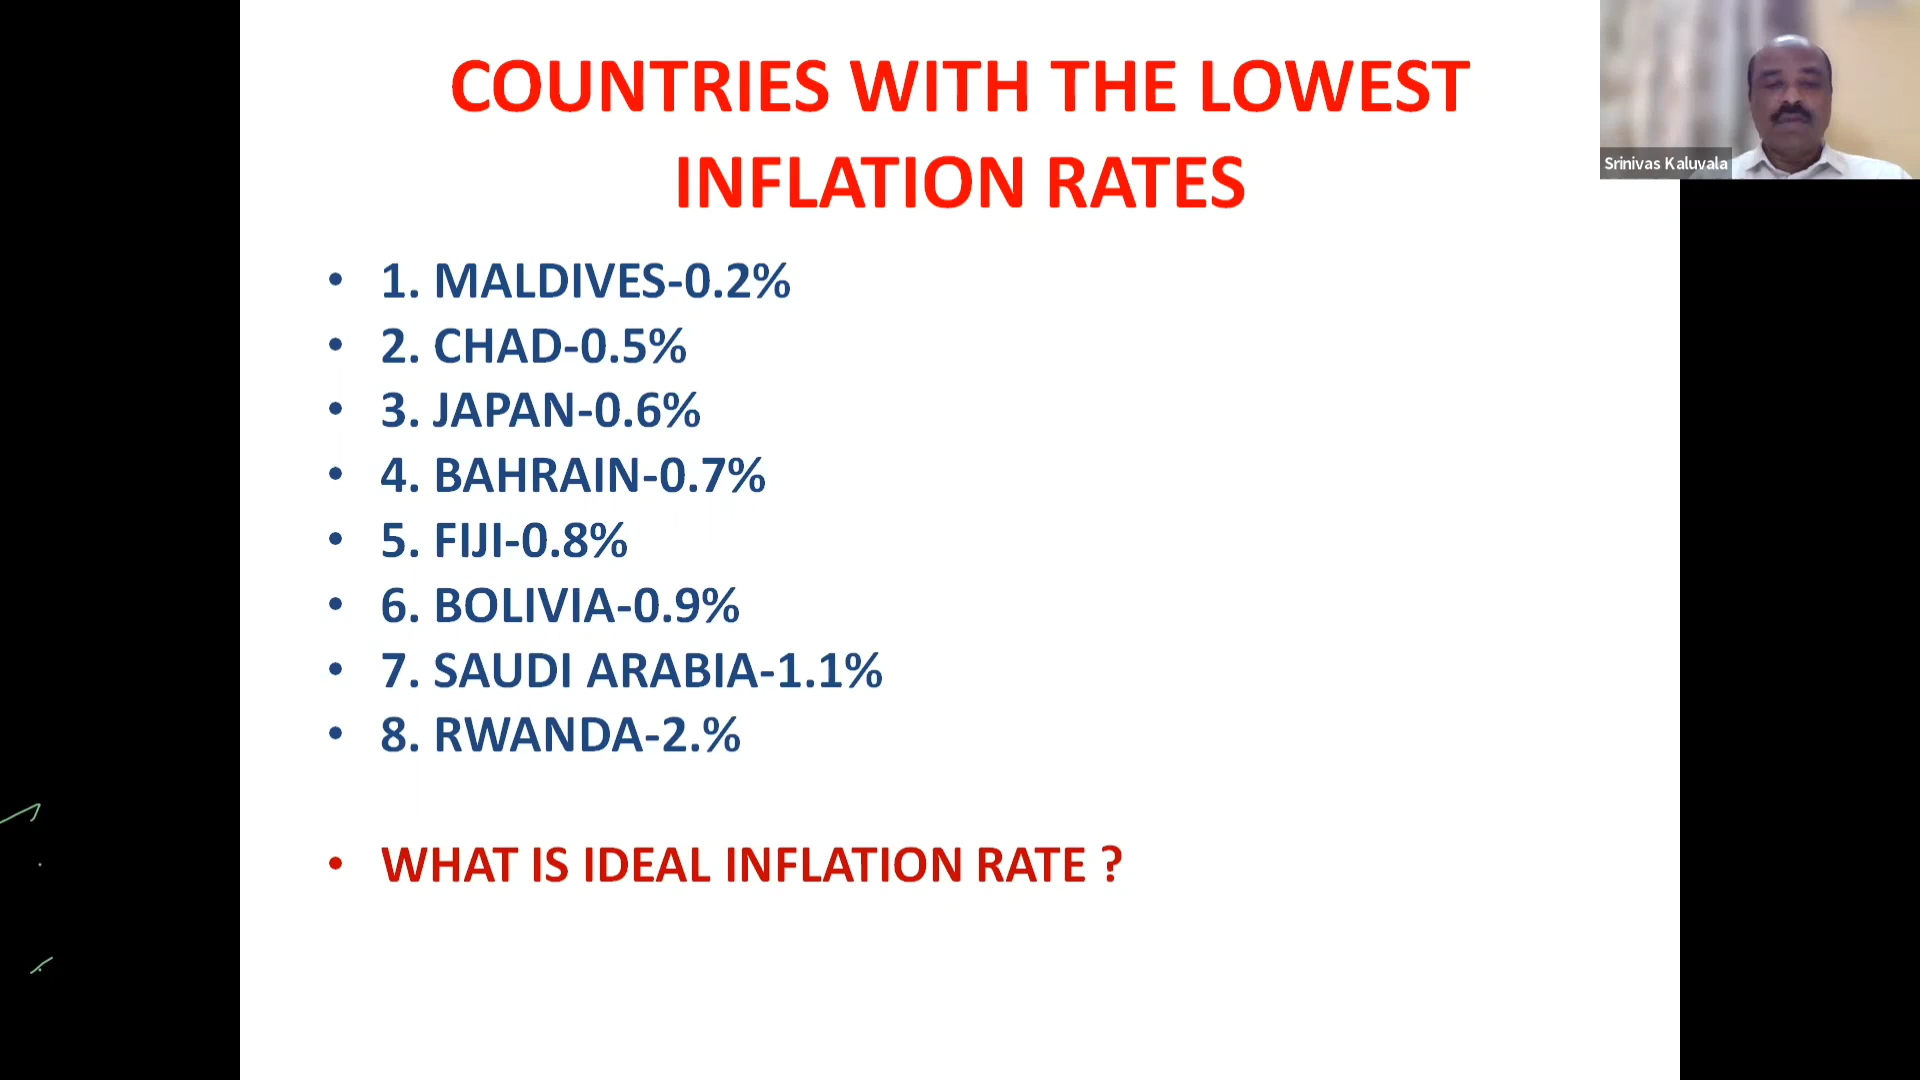 COUNTRIES WITH THE LOWEST
INFLATION RATES
• 1. MALDIVES-0.2%
• 2. CHAD-0.5%
• 3. JAPAN-0.6%
• 4. BAHRAIN-0.7%
• 5. FIJI-0.8%
• 6. BOLIVIA-0.9%
• 7. SAUDI ARABIA-1.1%
• 8. RWANDA-2.%
• WHAT IS IDEAL INFLATION RATE ?
Srinivas Kaluvala